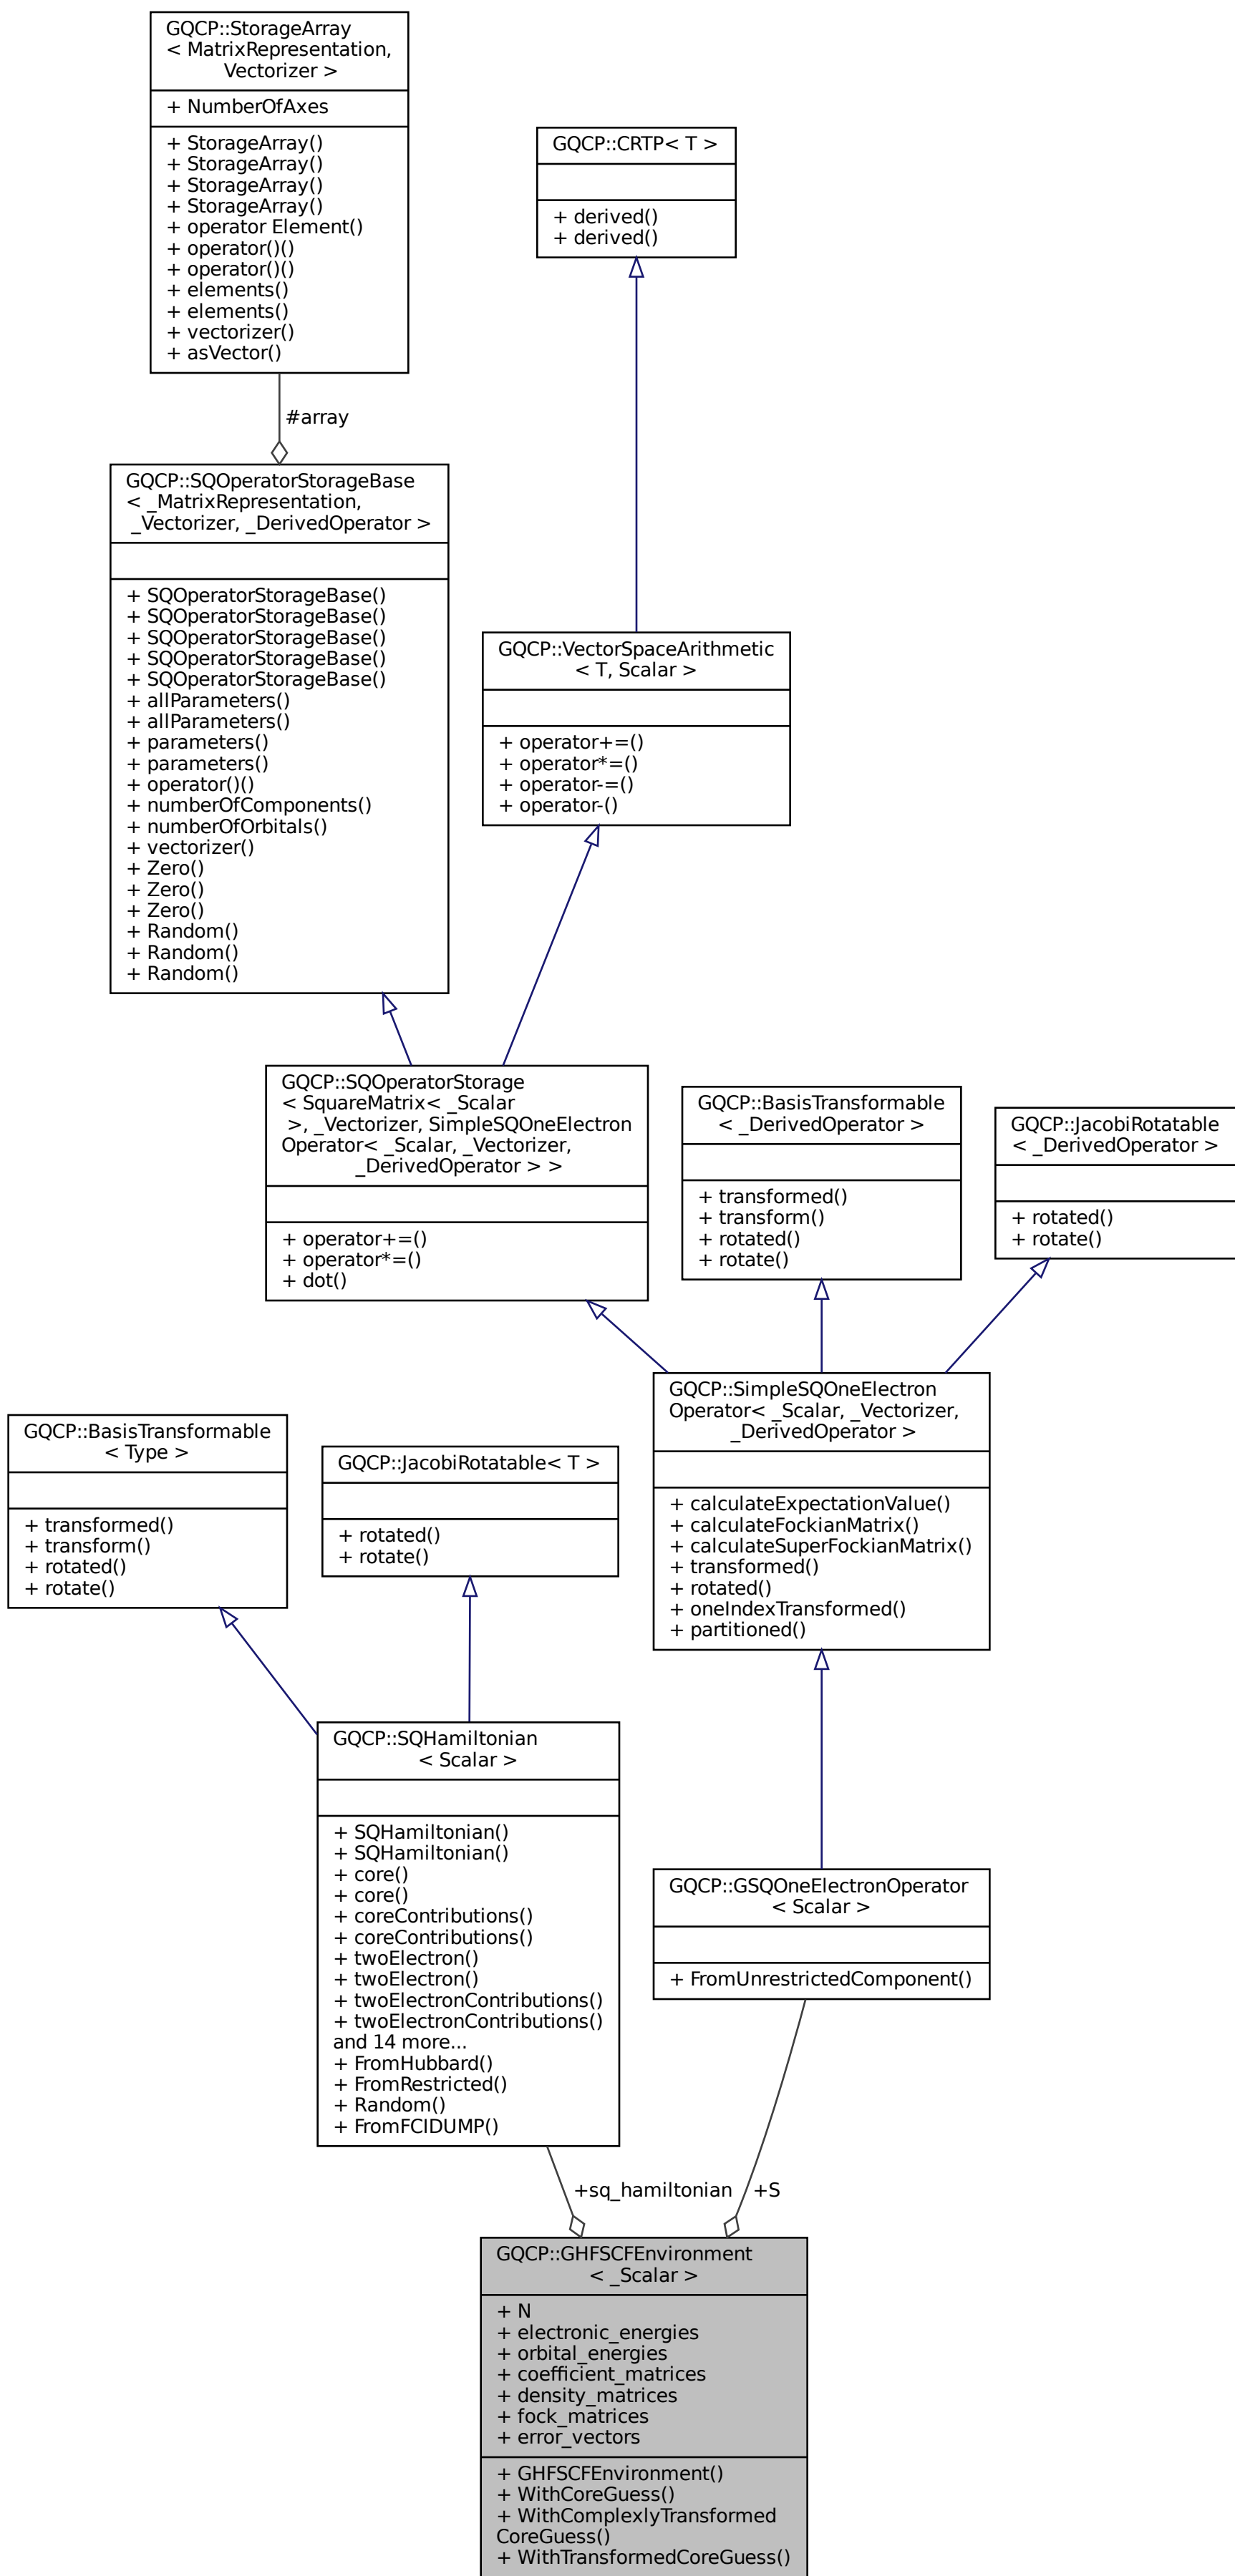 GQCP::StorageArray
< MatrixRepresentation,
Vectorizer >
+ NumberOfAxes
+ StorageArray()
+ StorageArray()
+ StorageArray()
+ StorageArray()
+ operator Element()
+ operator()()
+ operator()()
+ elements()
+ elements()
+ vectorizer()
+ asVector()
GQCP::CRTP< T >
+ derived()
+ derived()
#array
GQCP::SQOperatorStorageBase
< _MatrixRepresentation,
_Vectorizer, _DerivedOperator >
+ SQOperatorStorageBase()
+ SQOperatorStorageBase()
+ SQOperatorStorageBase()
+ SQOperatorStorageBase()
+ SQOperatorStorageBase()
+ allParameters()
+ allParameters()
+ parameters()
+ parameters()
+ operator()()
+ numberOfComponents()
+ numberOfOrbitals()
+ vectorizer()
+ Zero()
+ Zero()
+ Zero()
+ Random()
+ Random()
+ Random()
GQCP::VectorSpaceArithmetic
< T, Scalar >
+ operator+=()
+ operator*=()
+ operator-=()
+ operator-()
GQCP::SQOperatorStorage
< SquareMatrix< _Scalar
>, _Vectorizer, SimpleSQOneElectron
Operator< _Scalar, _Vectorizer,
_DerivedOperator > >
+ operator+=()
+ operator*=()
+ dot()
GQCP::BasisTransformable
< _DerivedOperator >
+ transformed()
+ transform()
+ rotated()
+ rotate()
GQCP::JacobiRotatable
< _DerivedOperator >
+ rotated()
+ rotate()
GQCP::SimpleSQOneElectron
Operator< _Scalar, _Vectorizer,
_DerivedOperator >
+ calculateExpectationValue()
+ calculateFockianMatrix()
+ calculateSuperFockianMatrix()
+ transformed()
+ rotated()
+ oneIndexTransformed()
+ partitioned()
GQCP::BasisTransformable
< Type >
+ transformed()
+ transform()
+ rotated()
+ rotate()
GQCP::JacobiRotatable< T >
+ rotated()
+ rotate()
GQCP::SQHamiltonian
< Scalar >
+ SQHamiltonian()
+ SQHamiltonian()
+ core()
+ core()
+ coreContributions()
+ coreContributions()
+ twoElectron()
+ twoElectron()
+ twoElectronContributions()
+ twoElectronContributions()
and 14 more...
+ FromHubbard()
+ FromRestricted()
+ Random()
+ FromFCIDUMP()
GQCP::GSQOneElectronOperator
< Scalar >
+ FromUnrestrictedComponent()
+sq_hamiltonian
+S
GQCP::GHFSCFEnvironment
< _Scalar >
+ N
+ electronic_energies
+ orbital_energies
+ coefficient_matrices
+ density_matrices
+ fock_matrices
+ error_vectors
+ GHFSCFEnvironment()
+ WithCoreGuess()
+ WithComplexlyTransformed
CoreGuess()
+ WithTransformedCoreGuess()